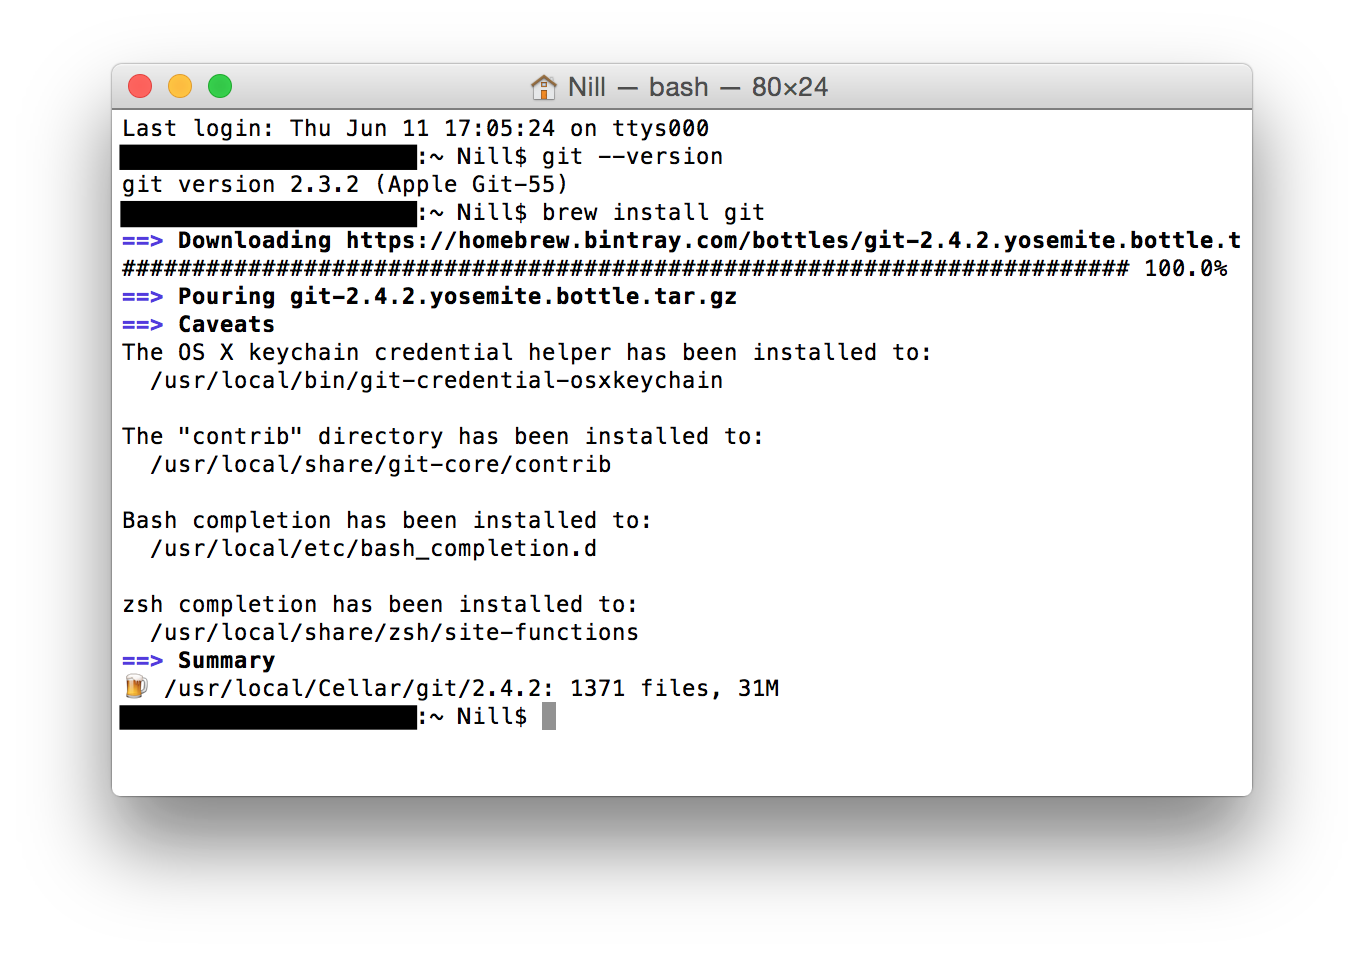 Nill — bash — 80×24
Last login: Thu Jun 11 17:05:24 on ttys000
:~ Nill$ git --version
git version 2.3.2 (Apple Git-55)
:~ Nill$ brew install git
==> Downloading https://homebrew.bintray.com/bottles/git-2.4.2.yosemite.bottle.t
######################################################################## 100.0%
==> Pouring git-2.4.2.yosemite.bottle.tar.gz
==> Caveats
The OS X keychain credential helper has been installed to:
  /usr/local/bin/git-credential-osxkeychain

The "contrib" directory has been installed to:
  /usr/local/share/git-core/contrib

Bash completion has been installed to:
  /usr/local/etc/bash_completion.d

zsh completion has been installed to:
  /usr/local/share/zsh/site-functions
==> Summary
🍺 /usr/local/Cellar/git/2.4.2: 1371 files, 31M
:~ Nill$